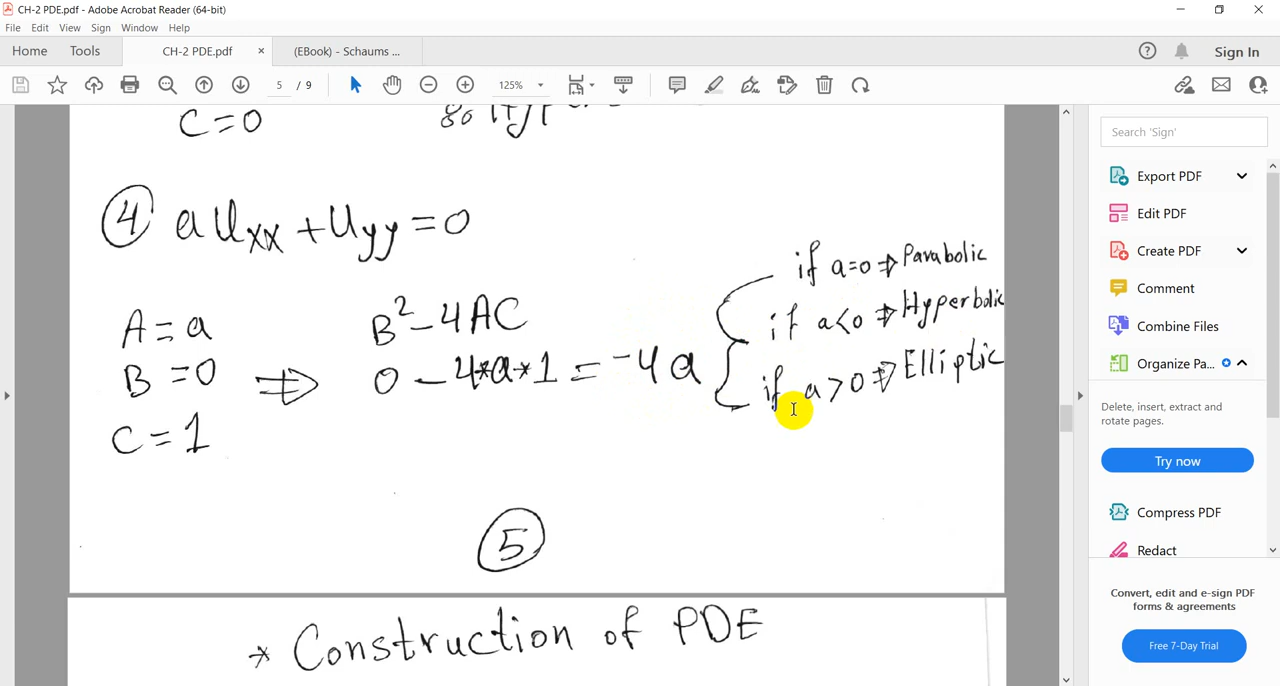 CH-2 PDE.pdf - Adobe Acrobat Reader (64-bit)
File Edit View Sign Window Help
Home Tools CH-2 PDE.pdf × (EBook) - Schaums ... Sign In
5 / 9 125%
C=0
④ a Uxx + Uyy = 0
if a=0 ⇒ Parabolic
A = a B² - 4AC if a<0 ⇒ Hyperbolic
B = 0 ⇒ 0 - 4*a*1 = -4a if a>0 ⇒ Elliptic
C = 1
⑤
* Construction of PDE
Search 'Sign'
Export PDF
Edit PDF
Create PDF
Comment
Combine Files
Organize Pa...
Delete, insert, extract and
rotate pages.
Try now
Compress PDF
Redact
Convert, edit and e-sign PDF
forms & agreements
Free 7-Day Trial